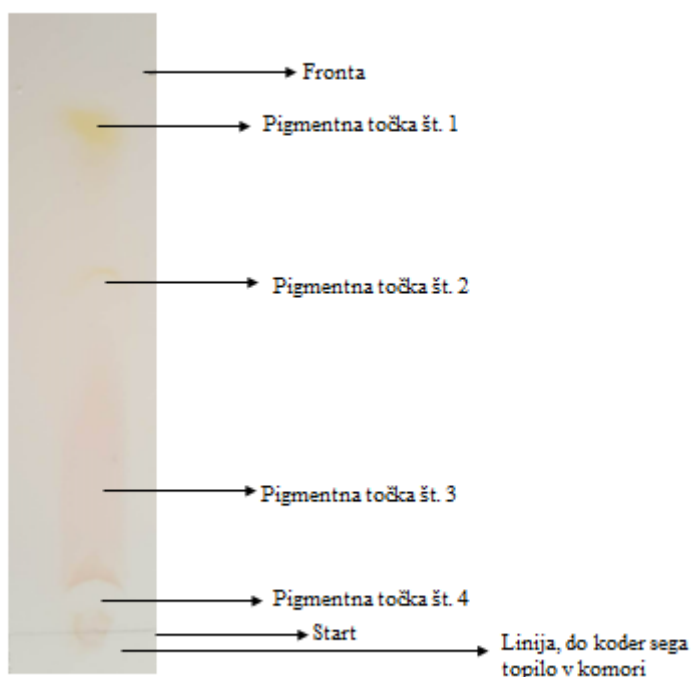 Fronta
Pigmentna točka št. 1
Pigmentna točka št. 2
Pigmentna točka št. 3
Pigmentna točka št. 4
Start
Linija, do koder sega
topilo v komori